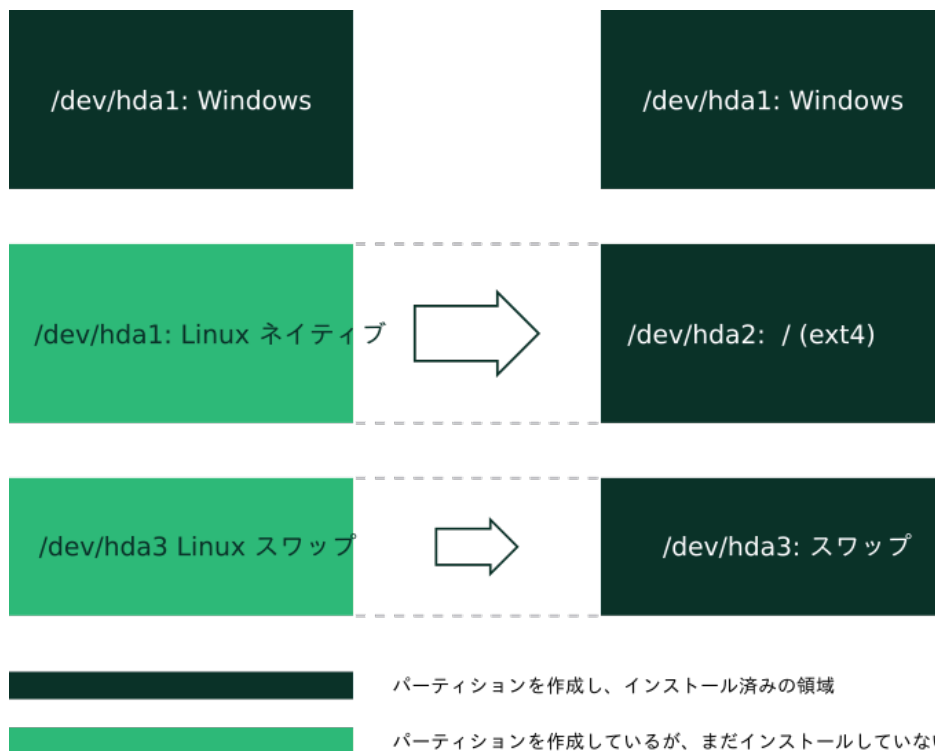 /dev/hda1: Windows
/dev/hda1: Windows
/dev/hda1: Linux ネイティブ
/dev/hda2: / (ext4)
/dev/hda3 Linux スワップ
/dev/hda3: スワップ
パーティションを作成し、インストール済みの領域
パーティションを作成しているが、まだインストールしていない